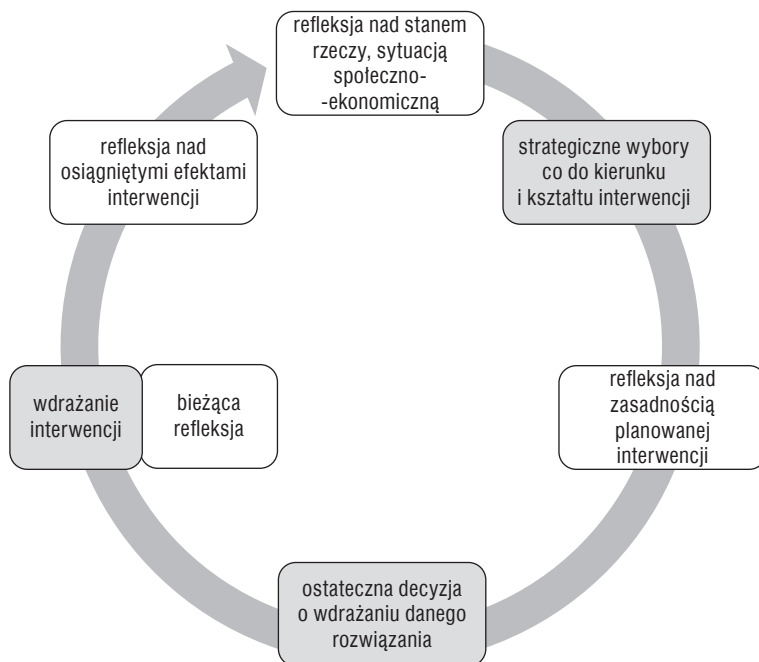 refleksja nad stanem
rzeczy, sytuacją
społeczno-
-ekonomiczną
strategiczne wybory
co do kierunku
i kształtu interwencji
refleksja nad
zasadnością
planowanej
interwencji
ostateczna decyzja
o wdrażaniu danego
rozwiązania
wdrażanie
interwencji
bieżąca
refleksja
refleksja nad
osiągniętymi efektami
interwencji